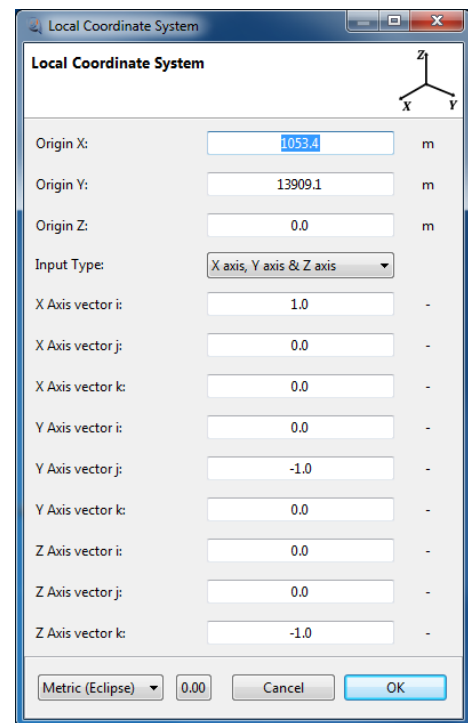 Local Coordinate System
Local Coordinate System
Z
X Y
Origin X: 1053.4 m
Origin Y: 13909.1 m
Origin Z: 0.0 m
Input Type: X axis, Y axis & Z axis
X Axis vector i: 1.0 -
X Axis vector j: 0.0 -
X Axis vector k: 0.0 -
Y Axis vector i: 0.0 -
Y Axis vector j: -1.0 -
Y Axis vector k: 0.0 -
Z Axis vector i: 0.0 -
Z Axis vector j: 0.0 -
Z Axis vector k: -1.0 -
Metric (Eclipse) 0.00 Cancel OK